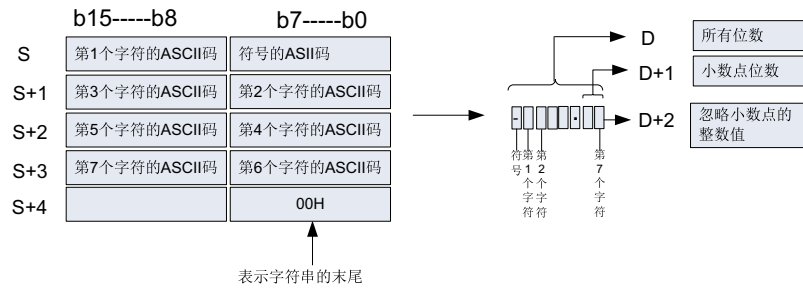 b15-----b8
b7-----b0
S
第1个字符的ASCII码
符号的ASII码
S+1
第3个字符的ASCII码
第2个字符的ASCII码
S+2
第5个字符的ASCII码
第4个字符的ASCII码
S+3
第7个字符的ASCII码
第6个字符的ASCII码
S+4
00H
表示字符串的末尾
D
所有位数
D+1
小数点位数
- .
D+2
忽略小数点的
整数值
符号
第1个字符
第2个字符
第7个字符